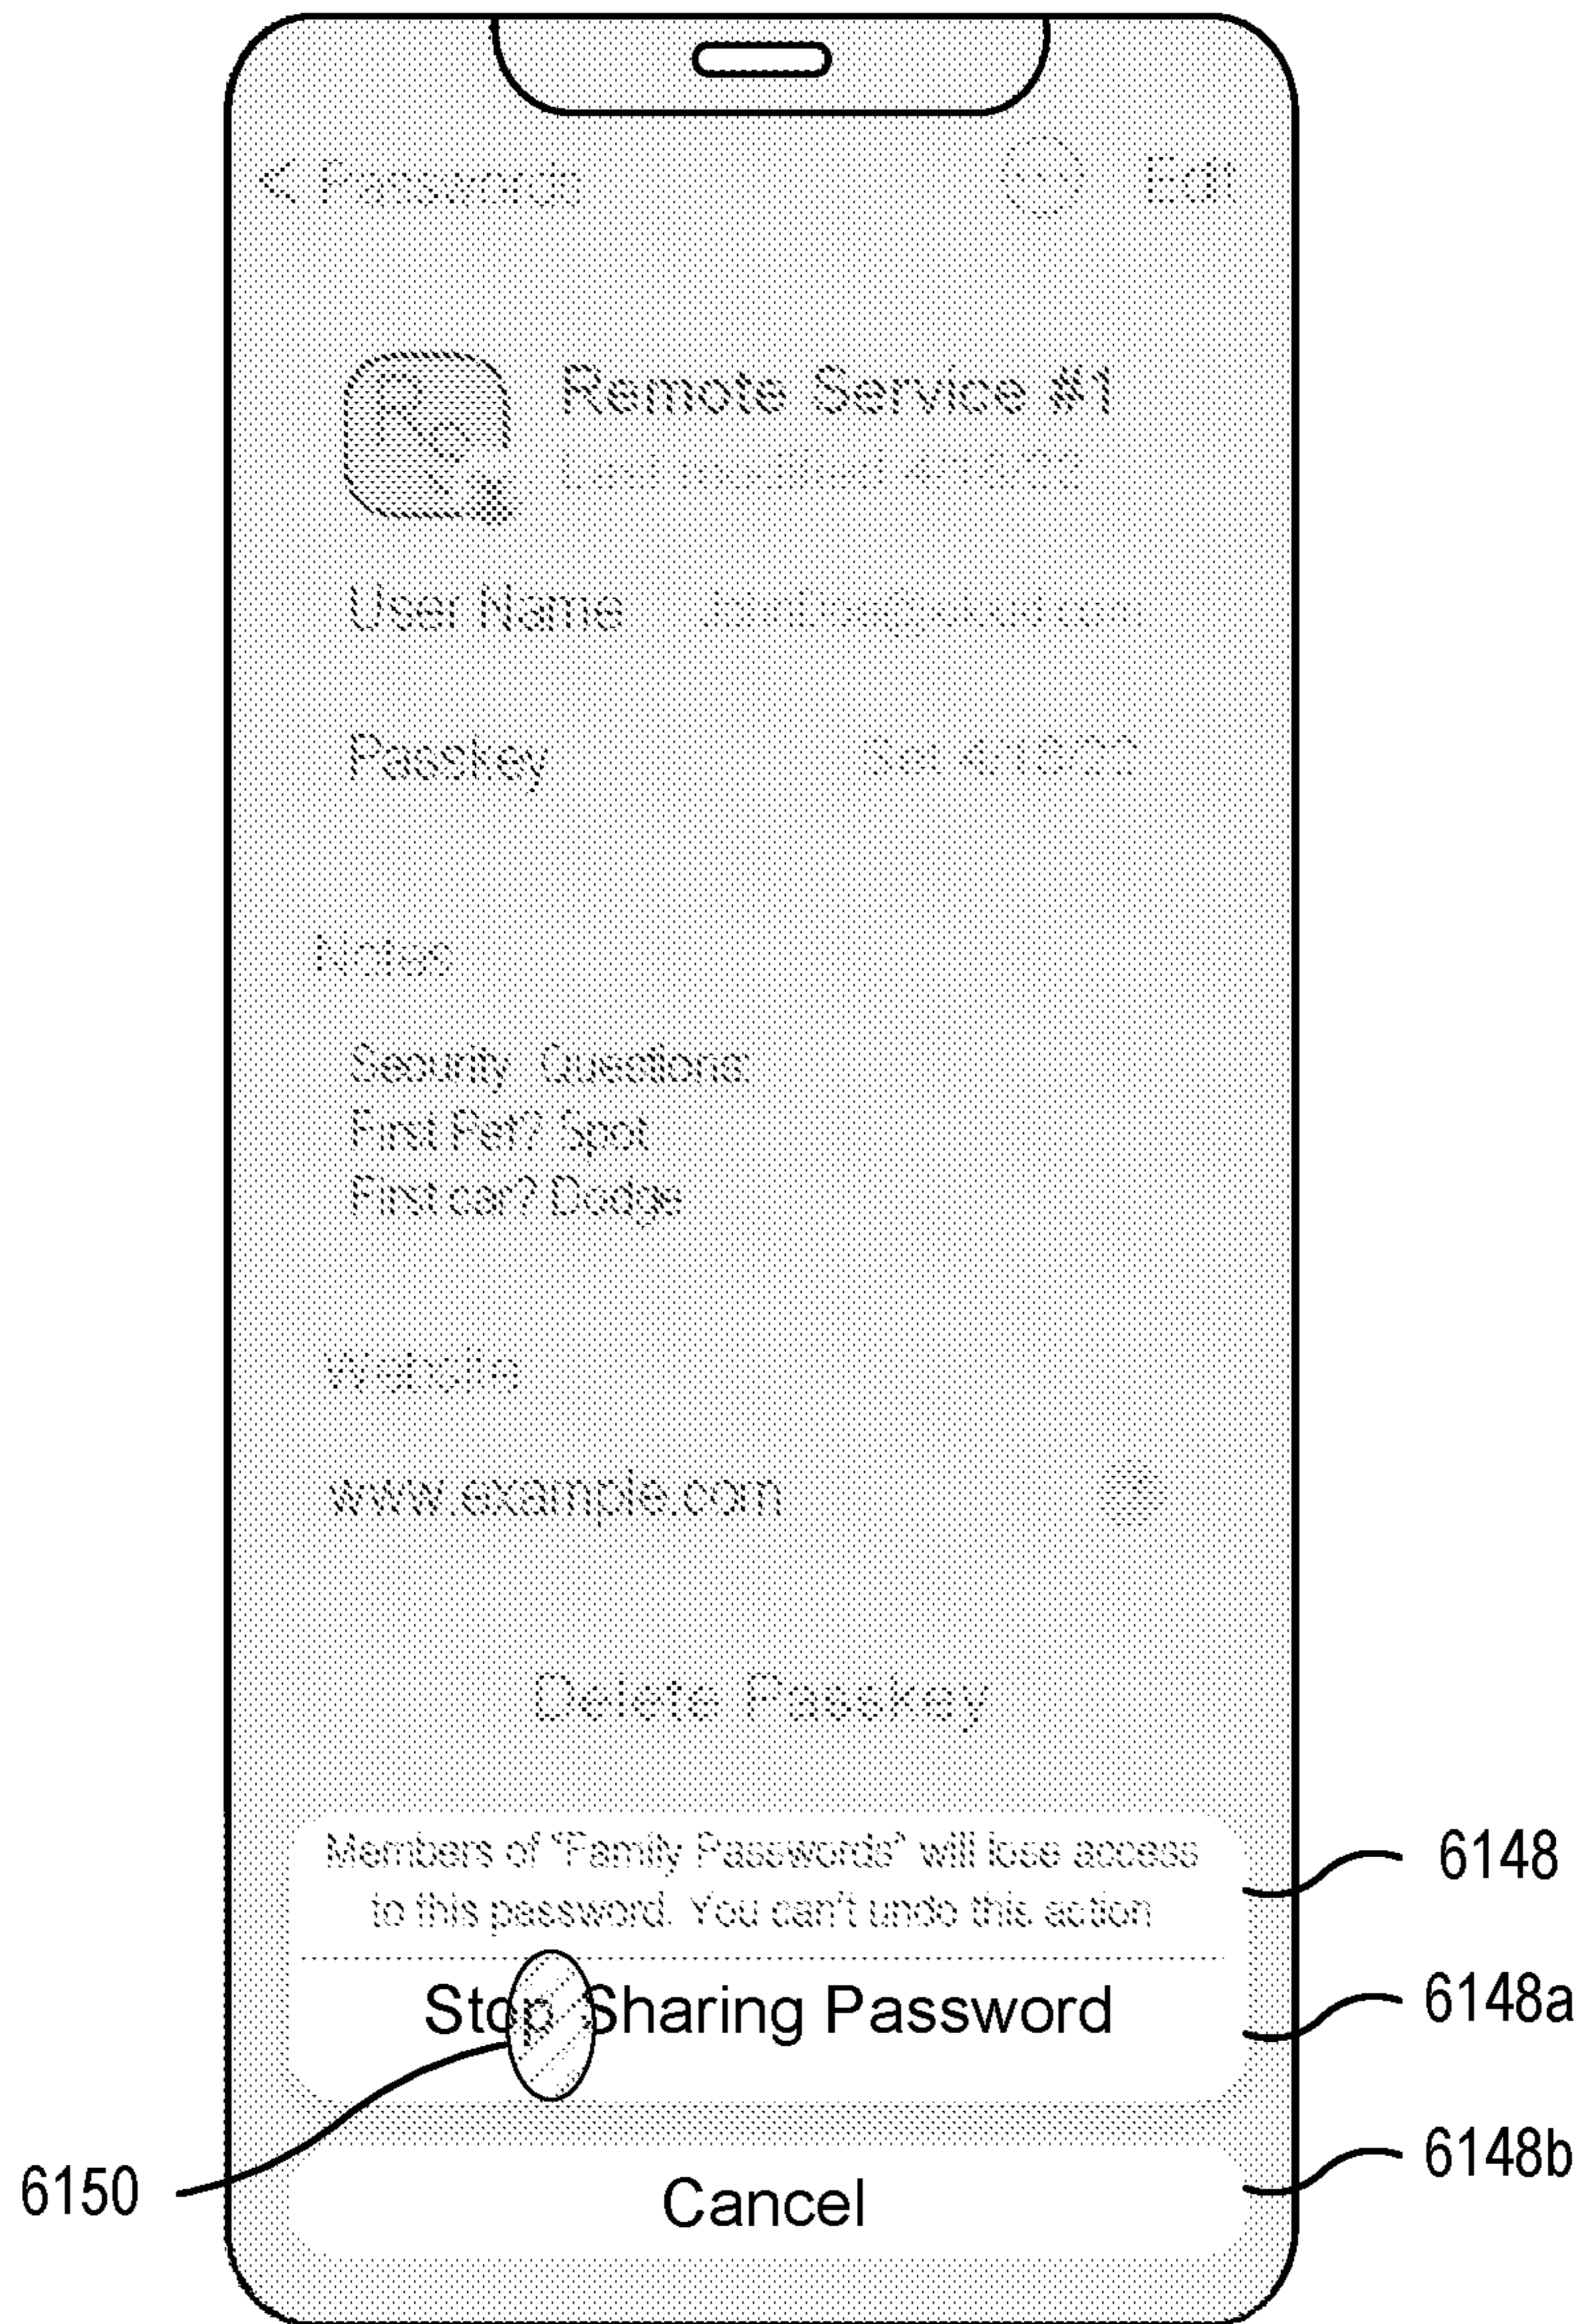 < Passwords Edit
Remote Service #1
User Name
Passkey
Notes
Security Questions:
First Pet? Spot
First car? Dodge
Website
www.example.com
Delete Passkey
Members of "Family Passwords" will lose access
to this password. You can't undo this action
6148
Stop Sharing Password
6148a
6148b
6150
Cancel